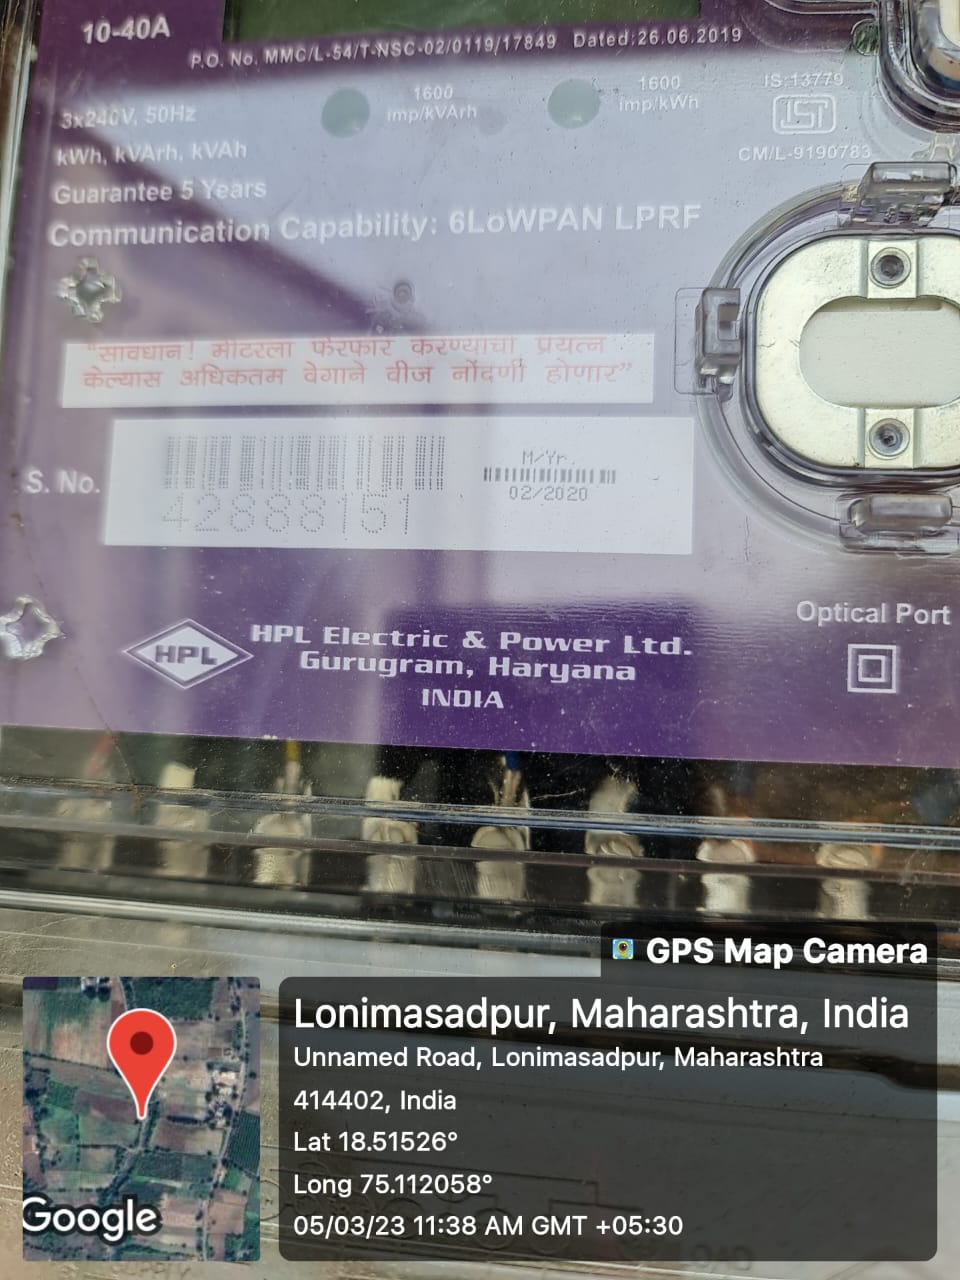 10-40A
P.O. No. MMC/L-54/T-NSC-02/0119/17849 Dated:26.06.2019
3x240V, 50Hz
1600
imp/kVArh
1600
imp/kWh
IS:13779
ISI
CM/L-9190783
kWh, kVArh, kVAh
Guarantee 5 Years
Communication Capability: 6LoWPAN LPRF
"सावधान! मीटरला फेरफार करण्याचा प्रयत्न
केल्यास अधिकतम वेगाने वीज नोंदणी होणार"
S. No.
42888151
M/Yr.
02/2020
HPL
HPL Electric & Power Ltd.
Gurugram, Haryana
INDIA
Optical Port
GPS Map Camera
Lonimasadpur, Maharashtra, India
Unnamed Road, Lonimasadpur, Maharashtra
414402, India
Lat 18.51526°
Long 75.112058°
05/03/23 11:38 AM GMT +05:30
Google